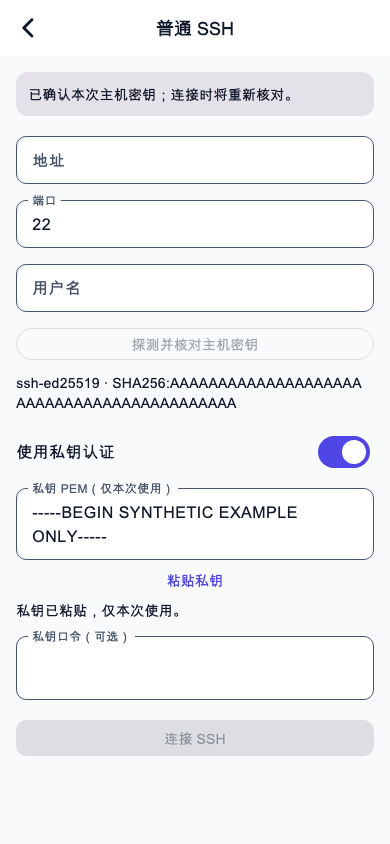 普通 SSH
已确认本次主机密钥；连接时将重新核对。
地址
端口
22
用户名
探测并核对主机密钥
ssh-ed25519 · SHA256:AAAAAAAAAAAAAAAAAAAA
AAAAAAAAAAAAAAAAAAAAAAA
使用私钥认证
私钥 PEM（仅本次使用）
-----BEGIN SYNTHETIC EXAMPLE
ONLY-----
粘贴私钥
私钥已粘贴，仅本次使用。
私钥口令（可选）
连接 SSH